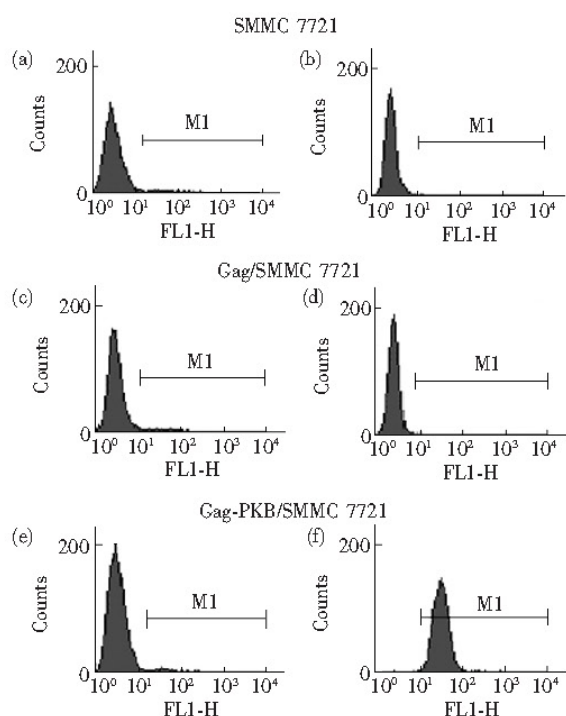 SMMC 7721
(a) (b)
200 200
Counts M1 Counts M1
0 0
10⁰ 10¹ 10² 10³ 10⁴ 10⁰ 10¹ 10² 10³ 10⁴
FL1-H FL1-H
Gag/SMMC 7721
(c) (d)
200 200
Counts M1 Counts M1
0 0
10⁰ 10¹ 10² 10³ 10⁴ 10⁰ 10¹ 10² 10³ 10⁴
FL1-H FL1-H
Gag-PKB/SMMC 7721
(e) (f)
200 200
Counts M1 Counts M1
0 0
10⁰ 10¹ 10² 10³ 10⁴ 10⁰ 10¹ 10² 10³ 10⁴
FL1-H FL1-H